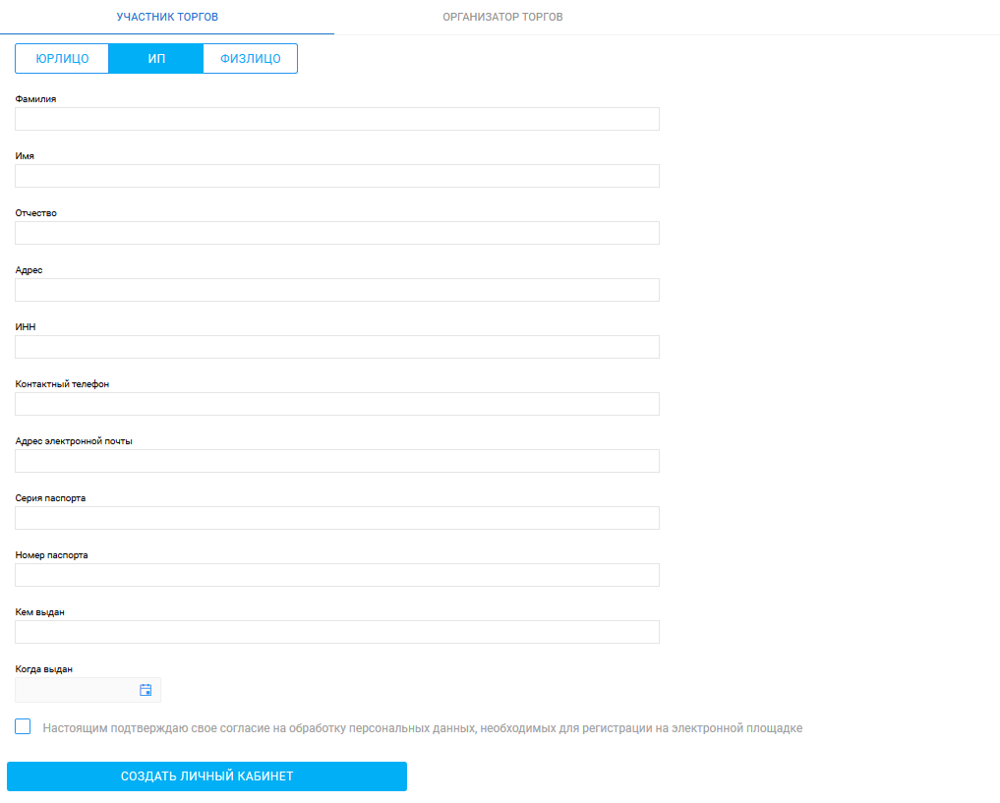 УЧАСТНИК ТОРГОВ ОРГАНИЗАТОР ТОРГОВ
ЮРЛИЦО ИП ФИЗЛИЦО
Фамилия
Имя
Отчество
Адрес
ИНН
Контактный телефон
Адрес электронной почты
Серия паспорта
Номер паспорта
Кем выдан
Когда выдан
Настоящим подтверждаю свое согласие на обработку персональных данных, необходимых для регистрации на электронной площадке
СОЗДАТЬ ЛИЧНЫЙ КАБИНЕТ